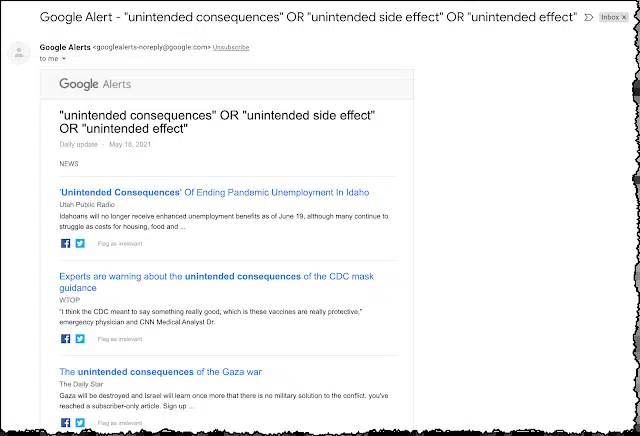 Google Alert - "unintended consequences" OR "unintended side effect" OR "unintended effect" Inbox x
Google Alerts <googlealerts-noreply@google.com> Unsubscribe
to me
Google Alerts
"unintended consequences" OR "unintended side effect"
OR "unintended effect"
Daily update · May 18, 2021
NEWS
'Unintended Consequences' Of Ending Pandemic Unemployment In Idaho
Utah Public Radio
Idahoans will no longer receive enhanced unemployment benefits as of June 19, although many continue to
struggle as costs for housing, food and ...
Flag as irrelevant
Experts are warning about the unintended consequences of the CDC mask
guidance
WTOP
"I think the CDC meant to say something really good, which is these vaccines are really protective,"
emergency physician and CNN Medical Analyst Dr.
Flag as irrelevant
The unintended consequences of the Gaza war
The Daily Star
Gaza will be destroyed and Israel will learn once more that there is no military solution to the conflict. you've
reached a subscriber-only article. Sign up ...
Flag as irrelevant